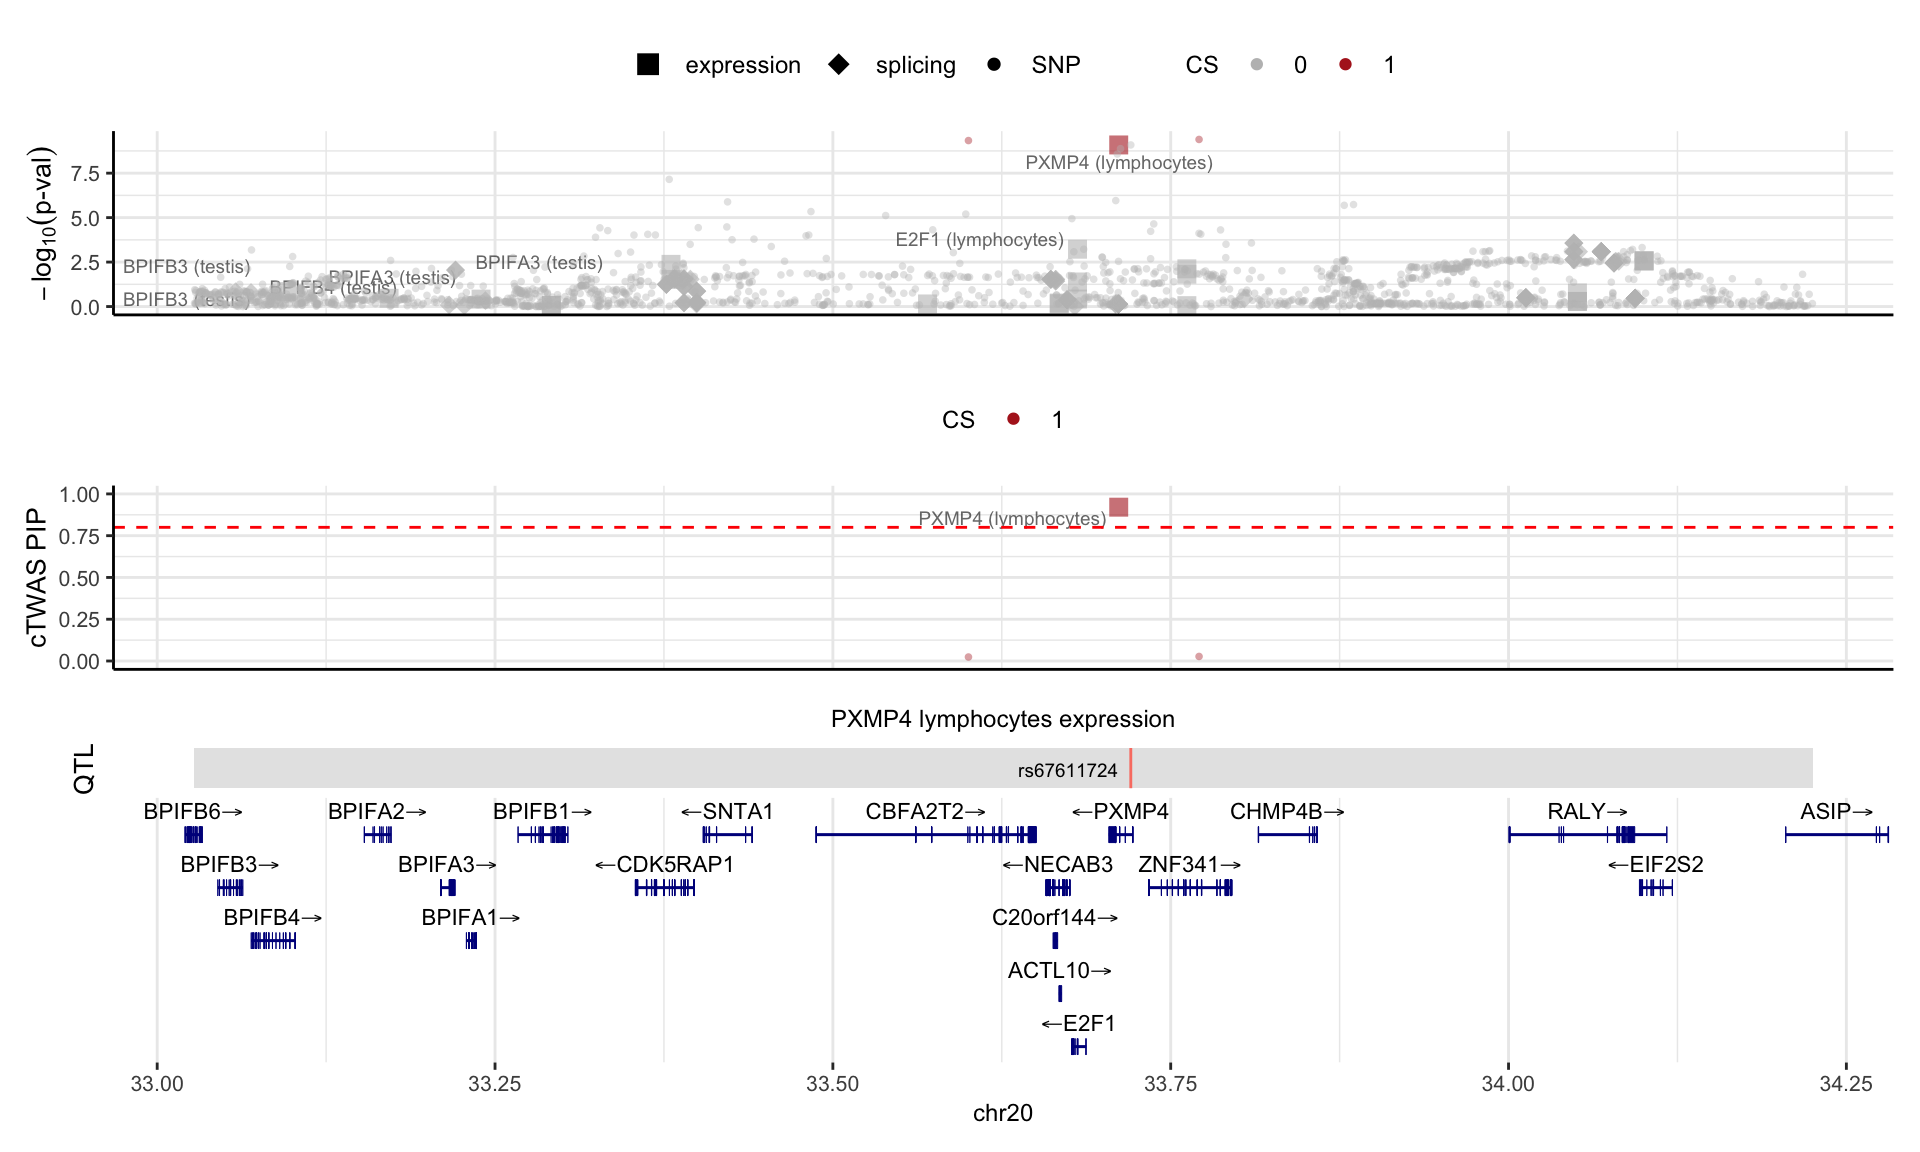 expression splicing SNP CS 0 1
− log10(p-val)
7.5
5.0
2.5
0.0
PXMP4 (lymphocytes)
E2F1 (lymphocytes)
BPIFA3 (testis)
BPIFB3 (testis)
BPIFA3 (testis)
BPIFB4 (testis)
BPIFB3 (testis)
CS 1
cTWAS PIP
1.00
0.75
0.50
0.25
0.00
PXMP4 (lymphocytes)
PXMP4 lymphocytes expression
QTL
rs67611724
BPIFB6→ BPIFA2→ BPIFB1→ ←SNTA1 CBFA2T2→ ←PXMP4 CHMP4B→ RALY→ ASIP→
BPIFB3→ BPIFA3→ ←CDK5RAP1 ←NECAB3 ZNF341→ ←EIF2S2
BPIFB4→ BPIFA1→ C20orf144→
ACTL10→
←E2F1
33.00 33.25 33.50 33.75 34.00 34.25
chr20